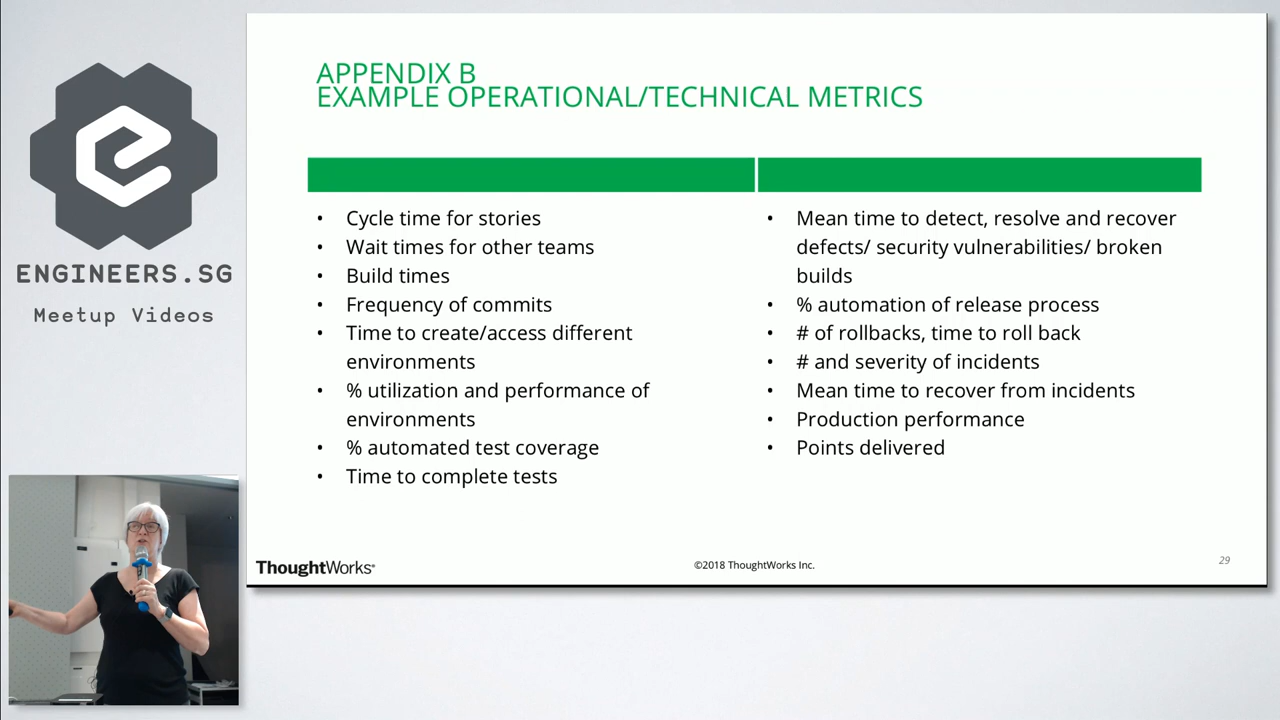 ENGINEERS.SG
Meetup Videos
APPENDIX B
EXAMPLE OPERATIONAL/TECHNICAL METRICS
• Cycle time for stories
• Wait times for other teams
• Build times
• Frequency of commits
• Time to create/access different
environments
• % utilization and performance of
environments
• % automated test coverage
• Time to complete tests
• Mean time to detect, resolve and recover
defects/ security vulnerabilities/ broken
builds
• % automation of release process
• # of rollbacks, time to roll back
• # and severity of incidents
• Mean time to recover from incidents
• Production performance
• Points delivered
ThoughtWorks®
©2018 ThoughtWorks Inc.
29